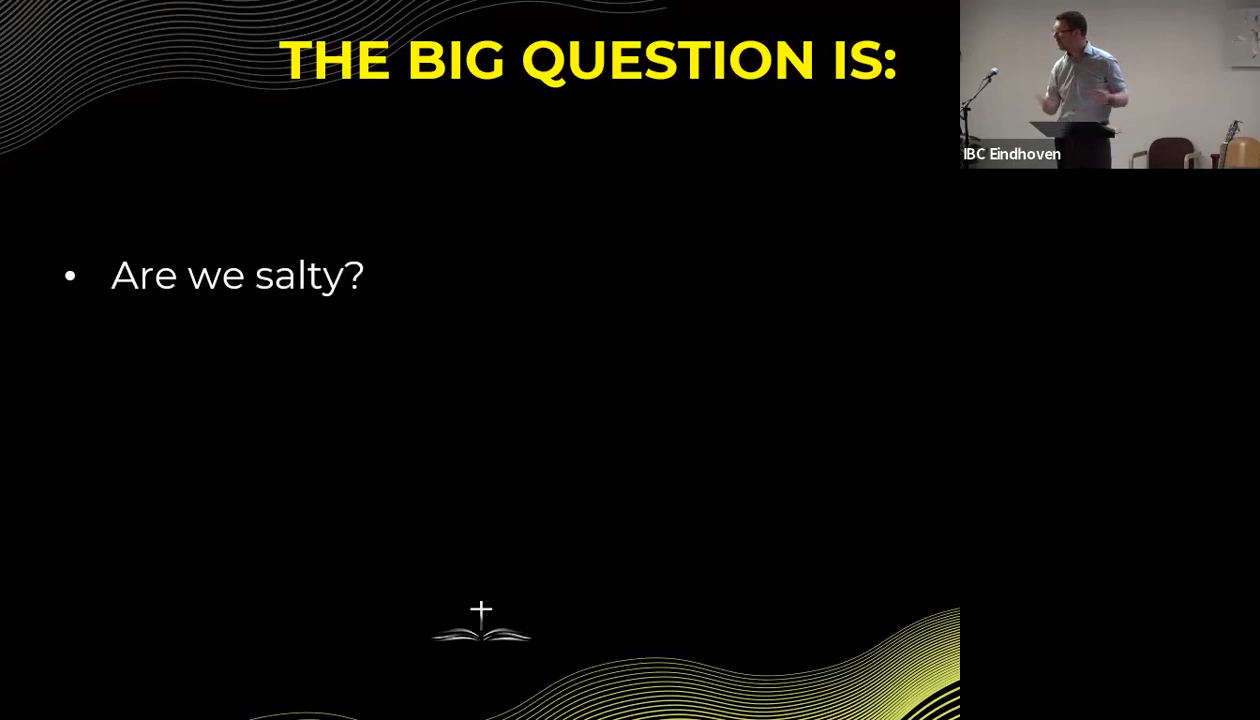 THE BIG QUESTION IS:
IBC Eindhoven
• Are we salty?